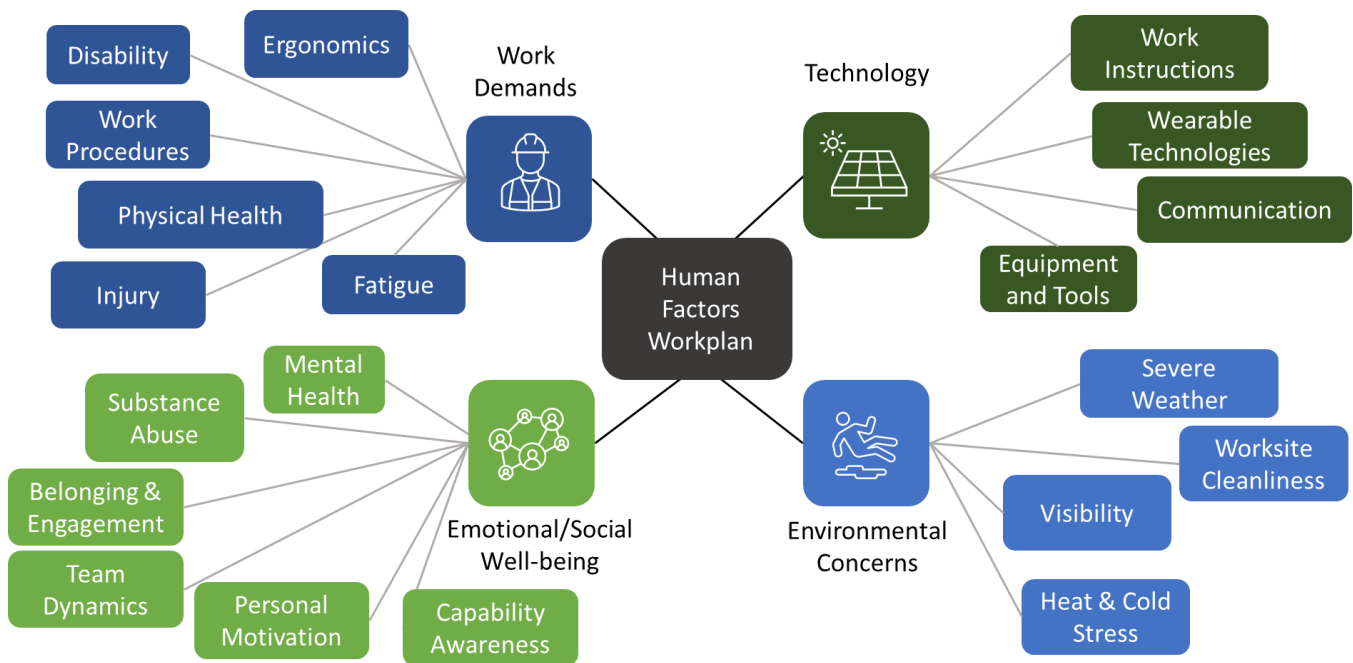 Disability
Ergonomics
Work
Demands
Work
Procedures
Physical Health
Injury
Fatigue
Technology
Work
Instructions
Wearable
Technologies
Communication
Equipment
and Tools
Human
Factors
Workplan
Mental
Health
Substance
Abuse
Belonging &
Engagement
Team
Dynamics
Personal
Motivation
Capability
Awareness
Emotional/Social
Well-being
Environmental
Concerns
Severe
Weather
Worksite
Cleanliness
Visibility
Heat & Cold
Stress